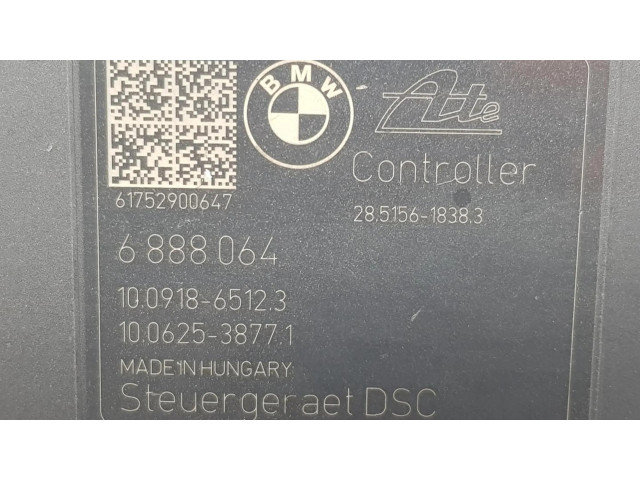 BMW
Ate
Controller
61752900647
28.5156-1838.3
6 888 064
10.0918-6512.3
10.0625-3877.1
MADE IN HUNGARY
Steuergeraet DSC